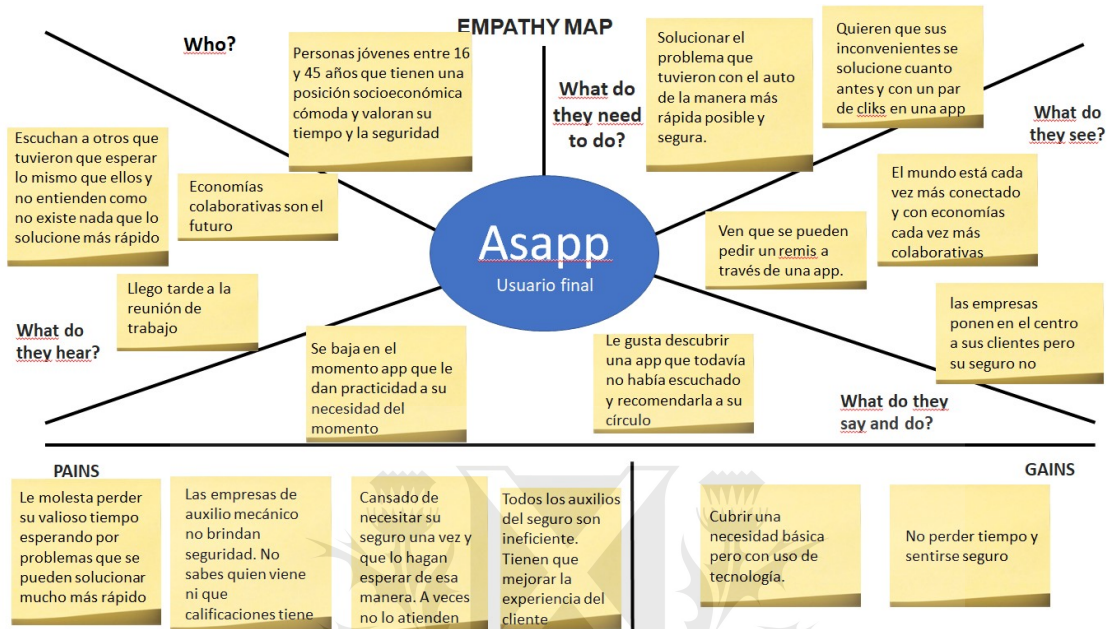 EMPATHY MAP
Who?
Personas jóvenes entre 16
y 45 años que tienen una
posición socioeconómica
cómoda y valoran su
tiempo y la seguridad
What do
they need
to do?
Solucionar el
problema que
tuvieron con el auto
de la manera más
rápida posible y
segura.
Quieren que sus
inconvenientes se
solucione cuanto
antes y con un par
de cliks en una app
What do
they see?
El mundo está cada
vez más conectado
y con economías
cada vez más
colaborativas
Ven que se pueden
pedir un remis a
través de una app.
las empresas
ponen en el centro
a sus clientes pero
su seguro no
Escuchan a otros que
tuvieron que esperar
lo mismo que ellos y
no entienden como
no existe nada que lo
solucione más rápido
Economías
colaborativas son el
futuro
Llego tarde a la
reunión de
trabajo
What do
they hear?
Asapp
Usuario final
Se baja en el
momento app que le
dan practicidad a su
necesidad del
momento
Le gusta descubrir
una app que todavía
no había escuchado
y recomendarla a su
círculo
What do they
say and do?
PAINS
Le molesta perder
su valioso tiempo
esperando por
problemas que se
pueden solucionar
mucho más rápido
Las empresas de
auxilio mecánico
no brindan
seguridad. No
sabes quien viene
ni que
calificaciones tiene
Cansado de
necesitar su
seguro una vez y
que lo hagan
esperar de esa
manera. A veces
no lo atienden
Todos los auxilios
del seguro son
ineficiente.
Tienen que
mejorar la
experiencia del
cliente
GAINS
Cubrir una
necesidad básica
pero con uso de
tecnología.
No perder tiempo y
sentirse seguro